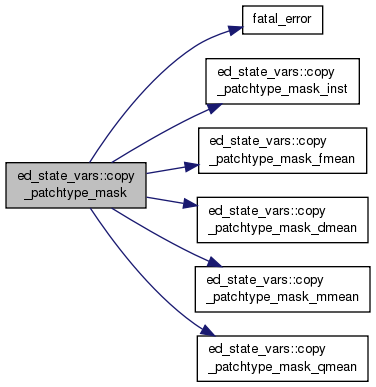 fatal_error
ed_state_vars::copy
_patchtype_mask_inst
ed_state_vars::copy
_patchtype_mask_fmean
ed_state_vars::copy
_patchtype_mask
ed_state_vars::copy
_patchtype_mask_dmean
ed_state_vars::copy
_patchtype_mask_mmean
ed_state_vars::copy
_patchtype_mask_qmean